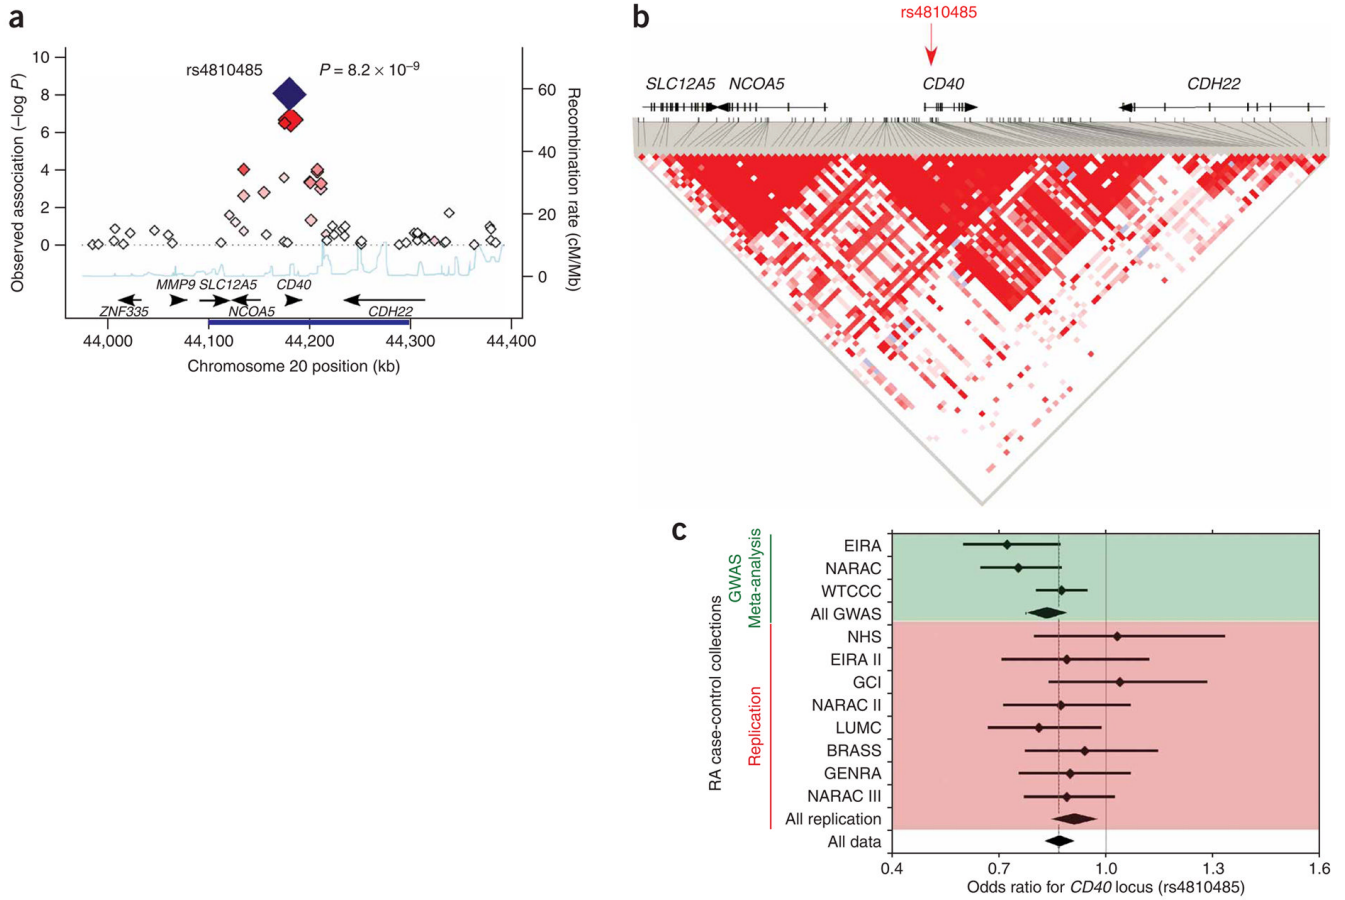 a
rs4810485
P = 8.2 × 10⁻⁹
Observed association (–log P)
10
8
6
4
2
0
60
40
20
0
Recombination rate (cM/Mb)
MMP9 SLC12A5 CD40
ZNF335 NCOA5 CDH22
44,000 44,100 44,200 44,300 44,400
Chromosome 20 position (kb)
b
rs4810485
SLC12A5 NCOA5 CD40 CDH22
c
RA case-control collections
GWAS
Meta-analysis
Replication
EIRA
NARAC
WTCCC
All GWAS
NHS
EIRA II
GCI
NARAC II
LUMC
BRASS
GENRA
NARAC III
All replication
All data
0.4 0.7 1.0 1.3 1.6
Odds ratio for CD40 locus (rs4810485)